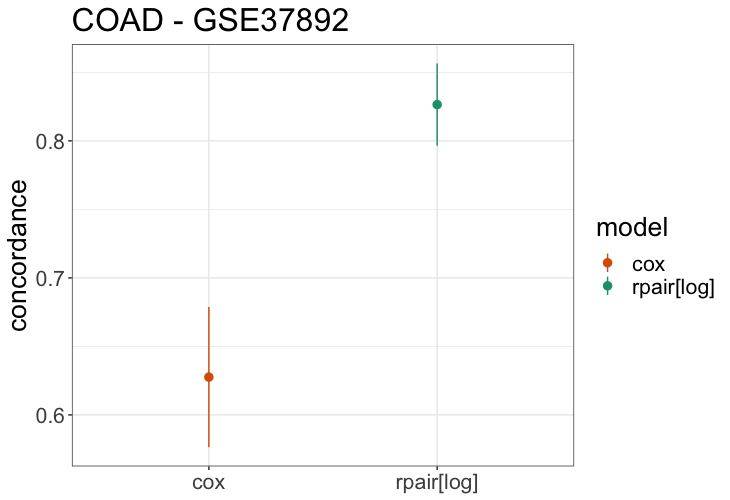 COAD - GSE37892
concordance
0.8
0.7
0.6
cox
rpair[log]
model
cox
rpair[log]